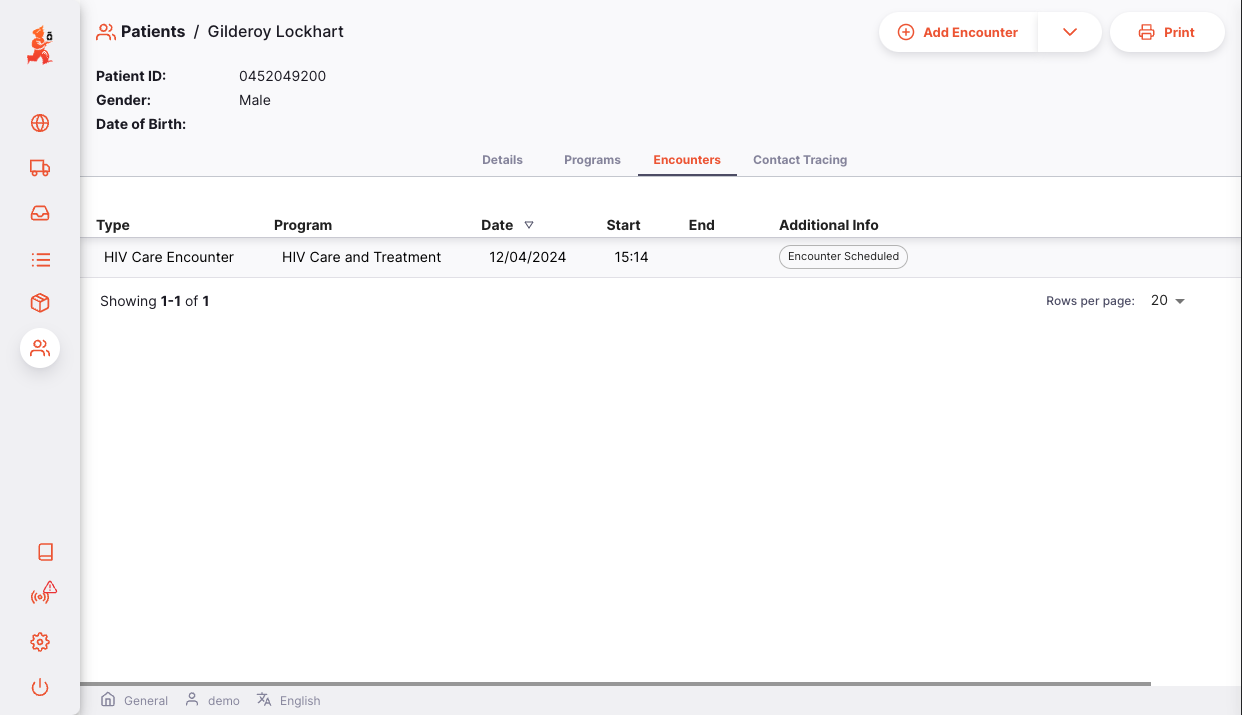 Patients / Gilderoy Lockhart
Add Encounter
Print
Patient ID: 0452049200
Gender: Male
Date of Birth:
Details Programs Encounters Contact Tracing
Type Program Date Start End Additional Info
HIV Care Encounter HIV Care and Treatment 12/04/2024 15:14 Encounter Scheduled
Showing 1-1 of 1 Rows per page: 20
General demo English